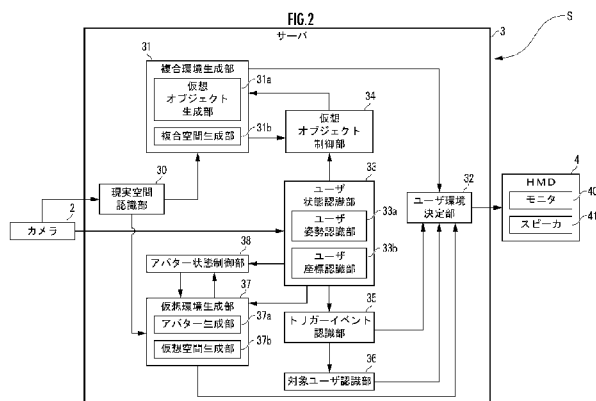 FIG.2
サーバ
3
S
31
複合環境生成部
31a
仮想
オブジェクト
生成部
31b
複合空間生成部
34
仮想
オブジェクト
制御部
30
現実空間
認識部
2
カメラ
33
ユーザ
状態認識部
33a
ユーザ
姿勢認識部
33b
ユーザ
座標認識部
32
ユーザ環境
決定部
4
HMD
モニタ
40
スピーカ
41
38
アバター状態制御部
37
仮想環境生成部
37a
アバター生成部
37b
仮想空間生成部
35
トリガーイベント
認識部
36
対象ユーザ認識部